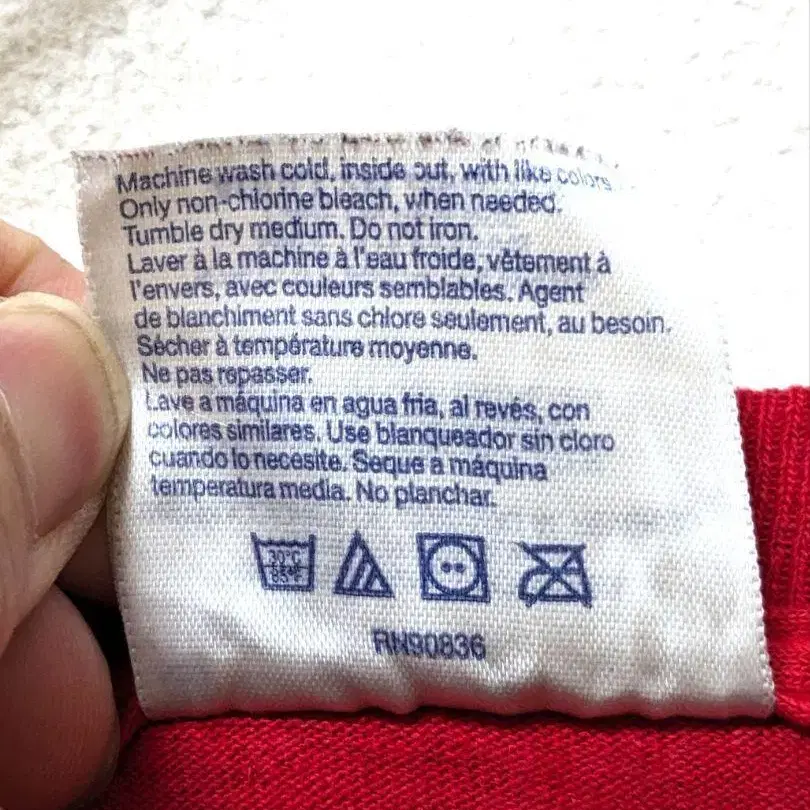 Machine wash cold, inside out, with like colors.
Only non-chlorine bleach, when needed.
Tumble dry medium. Do not iron.
Laver à la machine à l'eau froide, vêtement à
l'envers, avec couleurs semblables. Agent
de blanchiment sans chlore seulement, au besoin.
Sécher à température moyenne.
Ne pas repasser.
Lave a máquina en agua fria, al revés, con
colores similares. Use blanqueador sin cloro
cuando lo necesite. Seque a máquina
temperatura media. No planchar.
30°C
85°F
RN90836